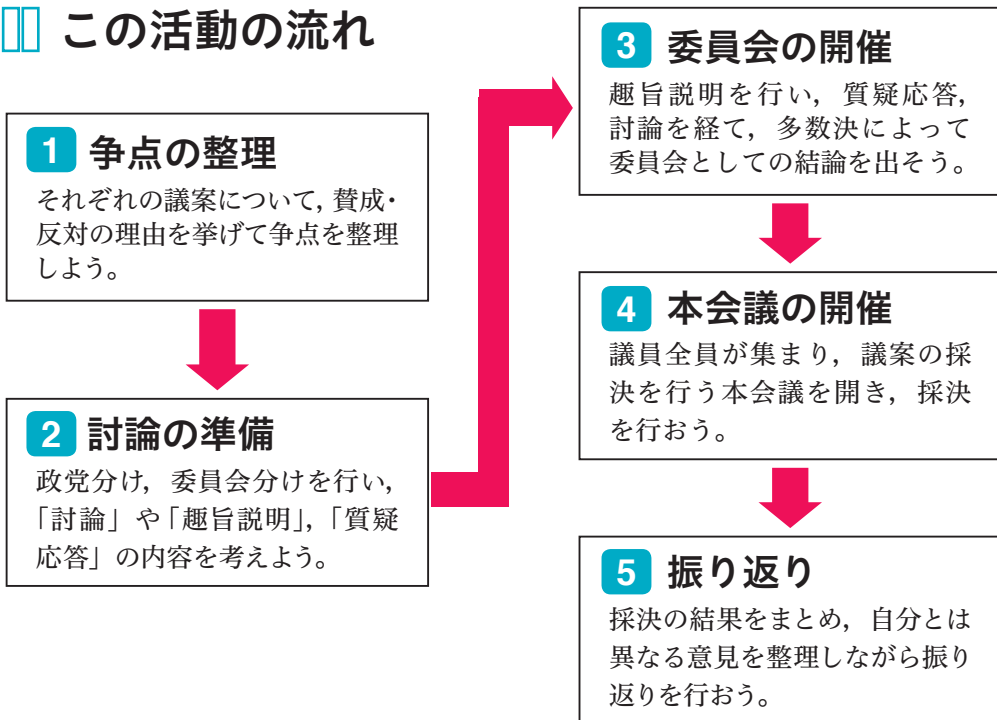 この活動の流れ
1 争点の整理
それぞれの議案について，賛成・
反対の理由を挙げて争点を整理
しよう。
2 討論の準備
政党分け，委員会分けを行い，
「討論」や「趣旨説明」，「質疑
応答」の内容を考えよう。
3 委員会の開催
趣旨説明を行い，質疑応答，
討論を経て，多数決によって
委員会としての結論を出そう。
4 本会議の開催
議員全員が集まり，議案の採
決を行う本会議を開き，採決
を行おう。
5 振り返り
採決の結果をまとめ，自分とは
異なる意見を整理しながら振り
返りを行おう。